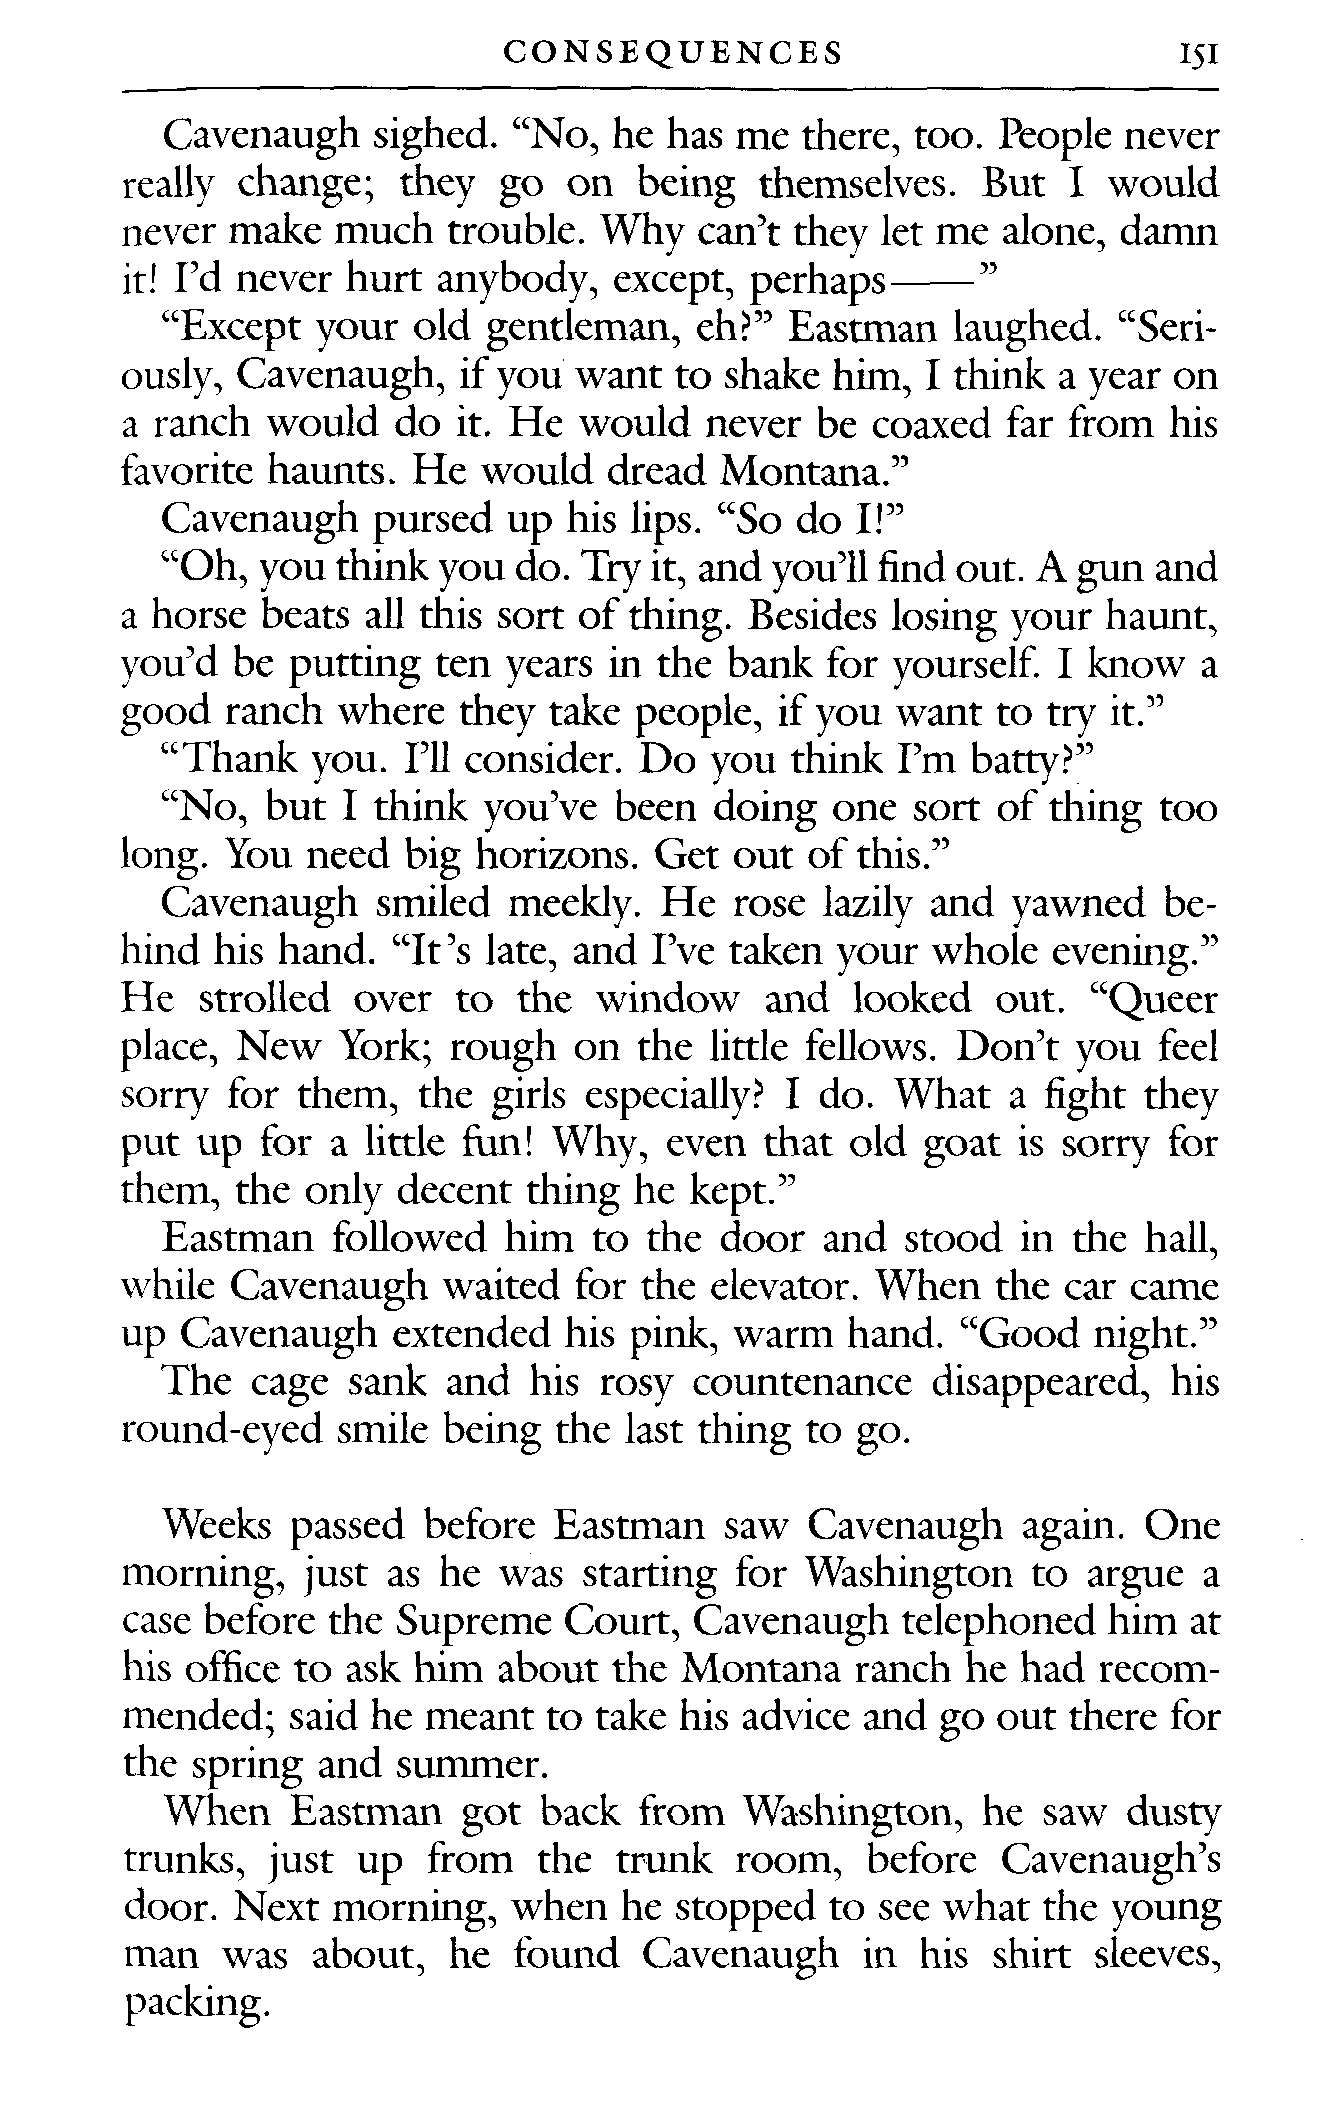 CONSEQUENCES 151
Cavenaugh sighed. “No, he has me there, too. People never
really change; they go on being themselves. But I would
never make much trouble. Why can’t they let me alone, damn
it! I’d never hurt anybody, except, perhaps——”
“Except your old gentleman, eh?” Eastman laughed. “Seri-
ously, Cavenaugh, if you want to shake him, I think a year on
a ranch would do it. He would never be coaxed far from his
favorite haunts. He would dread Montana.”
Cavenaugh pursed up his lips. “So do I!”
“Oh, you think you do. Try it, and you’ll find out. A gun and
a horse beats all this sort of thing. Besides losing your haunt,
you’d be putting ten years in the bank for yourself. I know a
good ranch where they take people, if you want to try it.”
“Thank you. I’ll consider. Do you think I’m batty?”
“No, but I think you’ve been doing one sort of thing too
long. You need big horizons. Get out of this.”
Cavenaugh smiled meekly. He rose lazily and yawned be-
hind his hand. “It’s late, and I’ve taken your whole evening.”
He strolled over to the window and looked out. “Queer
place, New York; rough on the little fellows. Don’t you feel
sorry for them, the girls especially? I do. What a fight they
put up for a little fun! Why, even that old goat is sorry for
them, the only decent thing he kept.”
Eastman followed him to the door and stood in the hall,
while Cavenaugh waited for the elevator. When the car came
up Cavenaugh extended his pink, warm hand. “Good night.”
The cage sank and his rosy countenance disappeared, his
round-eyed smile being the last thing to go.
Weeks passed before Eastman saw Cavenaugh again. One
morning, just as he was starting for Washington to argue a
case before the Supreme Court, Cavenaugh telephoned him at
his office to ask him about the Montana ranch he had recom-
mended; said he meant to take his advice and go out there for
the spring and summer.
When Eastman got back from Washington, he saw dusty
trunks, just up from the trunk room, before Cavenaugh’s
door. Next morning, when he stopped to see what the young
man was about, he found Cavenaugh in his shirt sleeves,
packing.